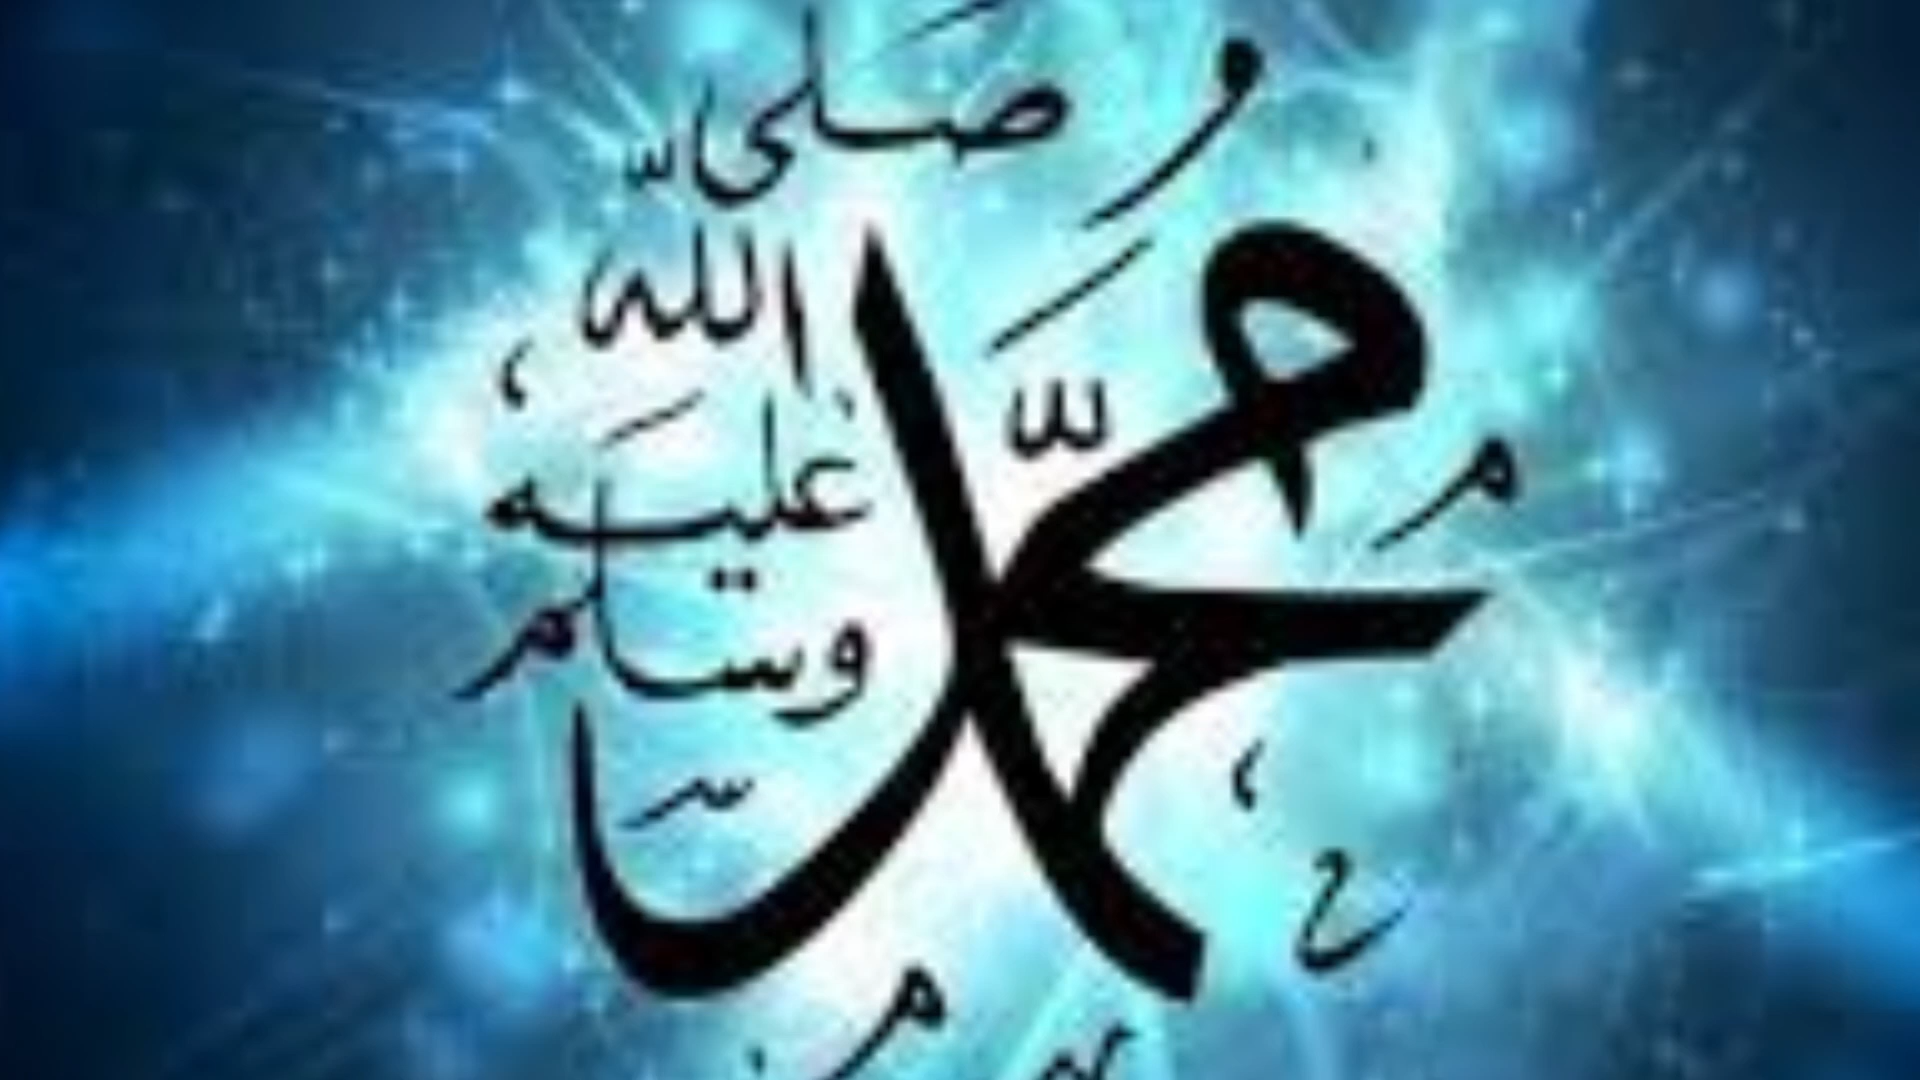 محمد
صلى
الله
عليه
وسلم